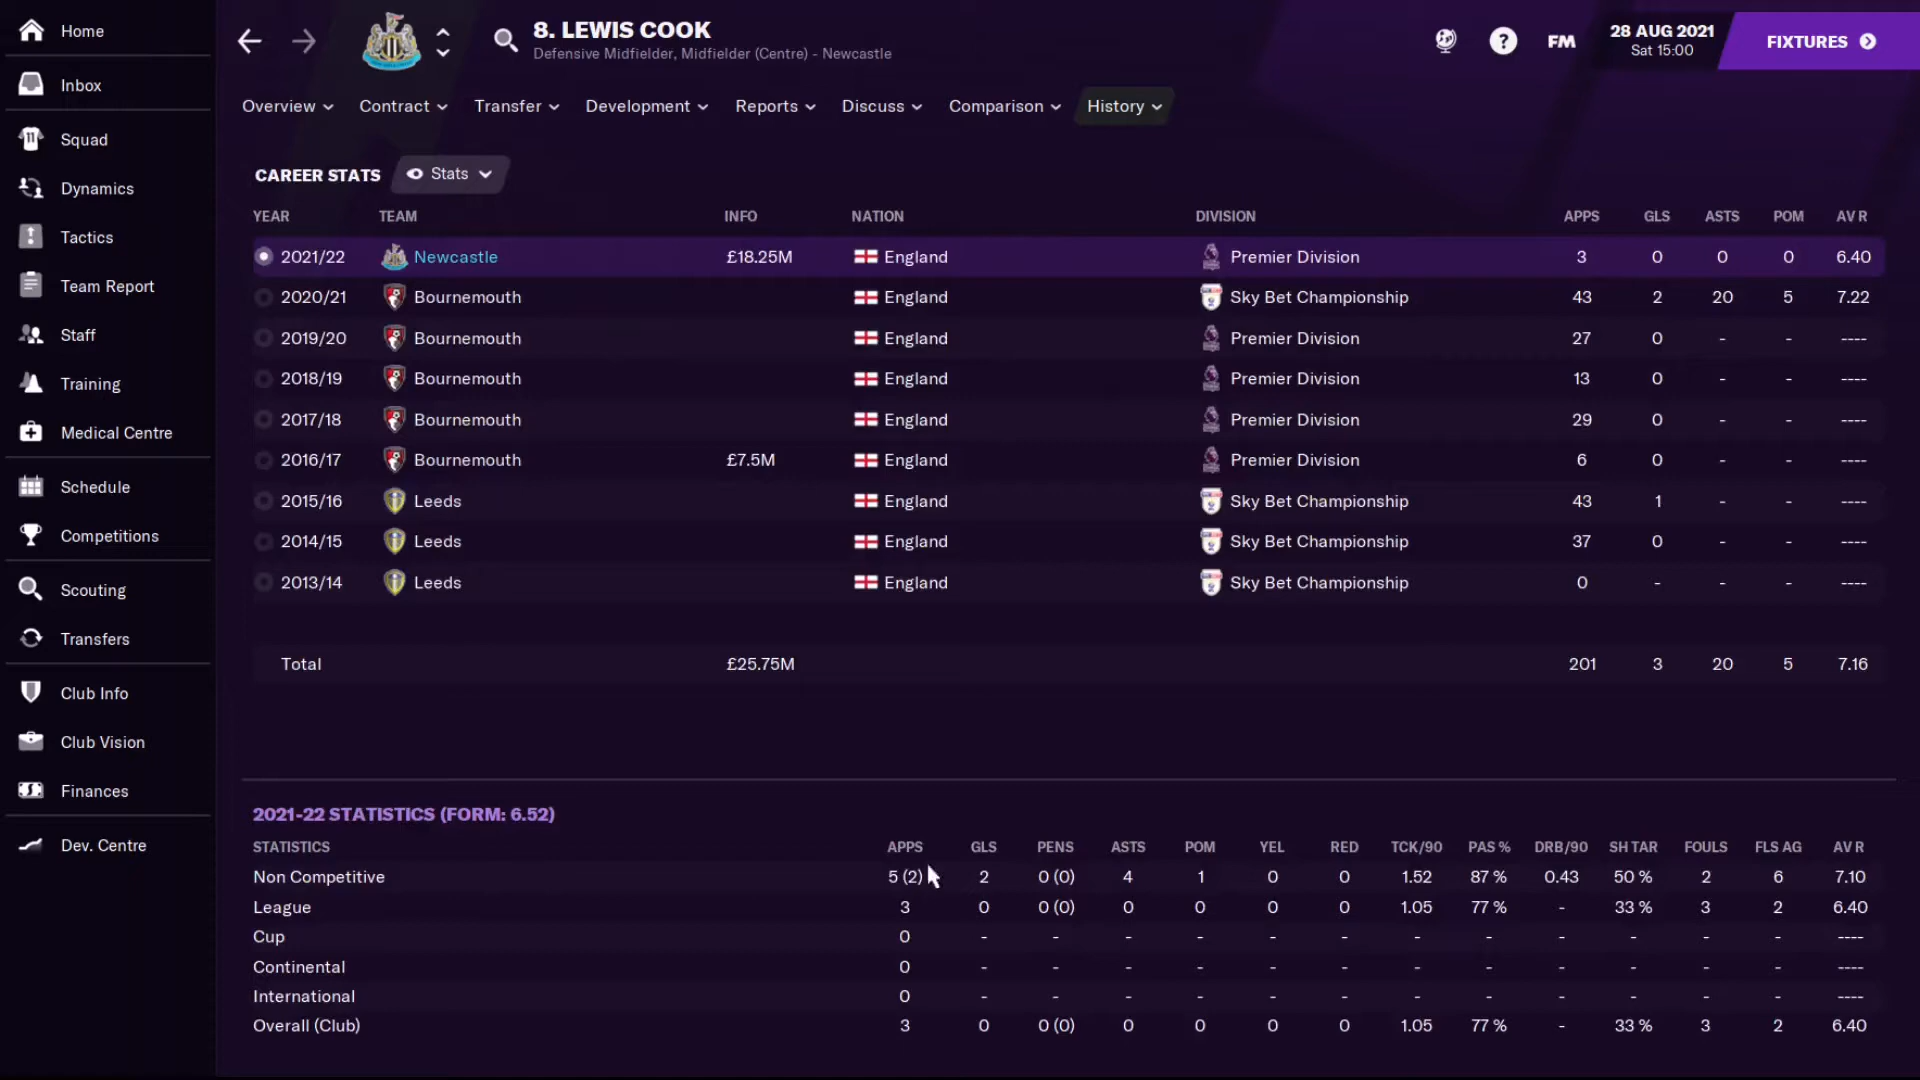 Home
Inbox
Squad
Dynamics
Tactics
Team Report
Staff
Training
Medical Centre
Schedule
Competitions
Scouting
Transfers
Club Info
Club Vision
Finances
Dev. Centre
8. LEWIS COOK
Defensive Midfielder, Midfielder (Centre) - Newcastle
? FM
28 AUG 2021
Sat 15:00
FIXTURES
Overview Contract Transfer Development Reports Discuss Comparison History
CAREER STATS Stats
YEAR TEAM INFO NATION DIVISION APPS GLS ASTS POM AV R
2021/22 Newcastle £18.25M England Premier Division 3 0 0 0 6.40
2020/21 Bournemouth England Sky Bet Championship 43 2 20 5 7.22
2019/20 Bournemouth England Premier Division 27 0 - - ----
2018/19 Bournemouth England Premier Division 13 0 - - ----
2017/18 Bournemouth England Premier Division 29 0 - - ----
2016/17 Bournemouth £7.5M England Premier Division 6 0 - - ----
2015/16 Leeds England Sky Bet Championship 43 1 - - ----
2014/15 Leeds England Sky Bet Championship 37 0 - - ----
2013/14 Leeds England Sky Bet Championship 0 - - - ----
Total £25.75M 201 3 20 5 7.16
2021-22 STATISTICS (FORM: 6.52)
STATISTICS APPS GLS PENS ASTS POM YEL RED TCK/90 PAS % DRB/90 SH TAR FOULS FLS AG AV R
Non Competitive 5 (2) 2 0 (0) 4 1 0 0 1.52 87 % 0.43 50 % 2 6 7.10
League 3 0 0 (0) 0 0 0 0 1.05 77 % - 33 % 3 2 6.40
Cup 0 - - - - - - - - - - - - ----
Continental 0 - - - - - - - - - - - - ----
International 0 - - - - - - - - - - - - ----
Overall (Club) 3 0 0 (0) 0 0 0 0 1.05 77 % - 33 % 3 2 6.40